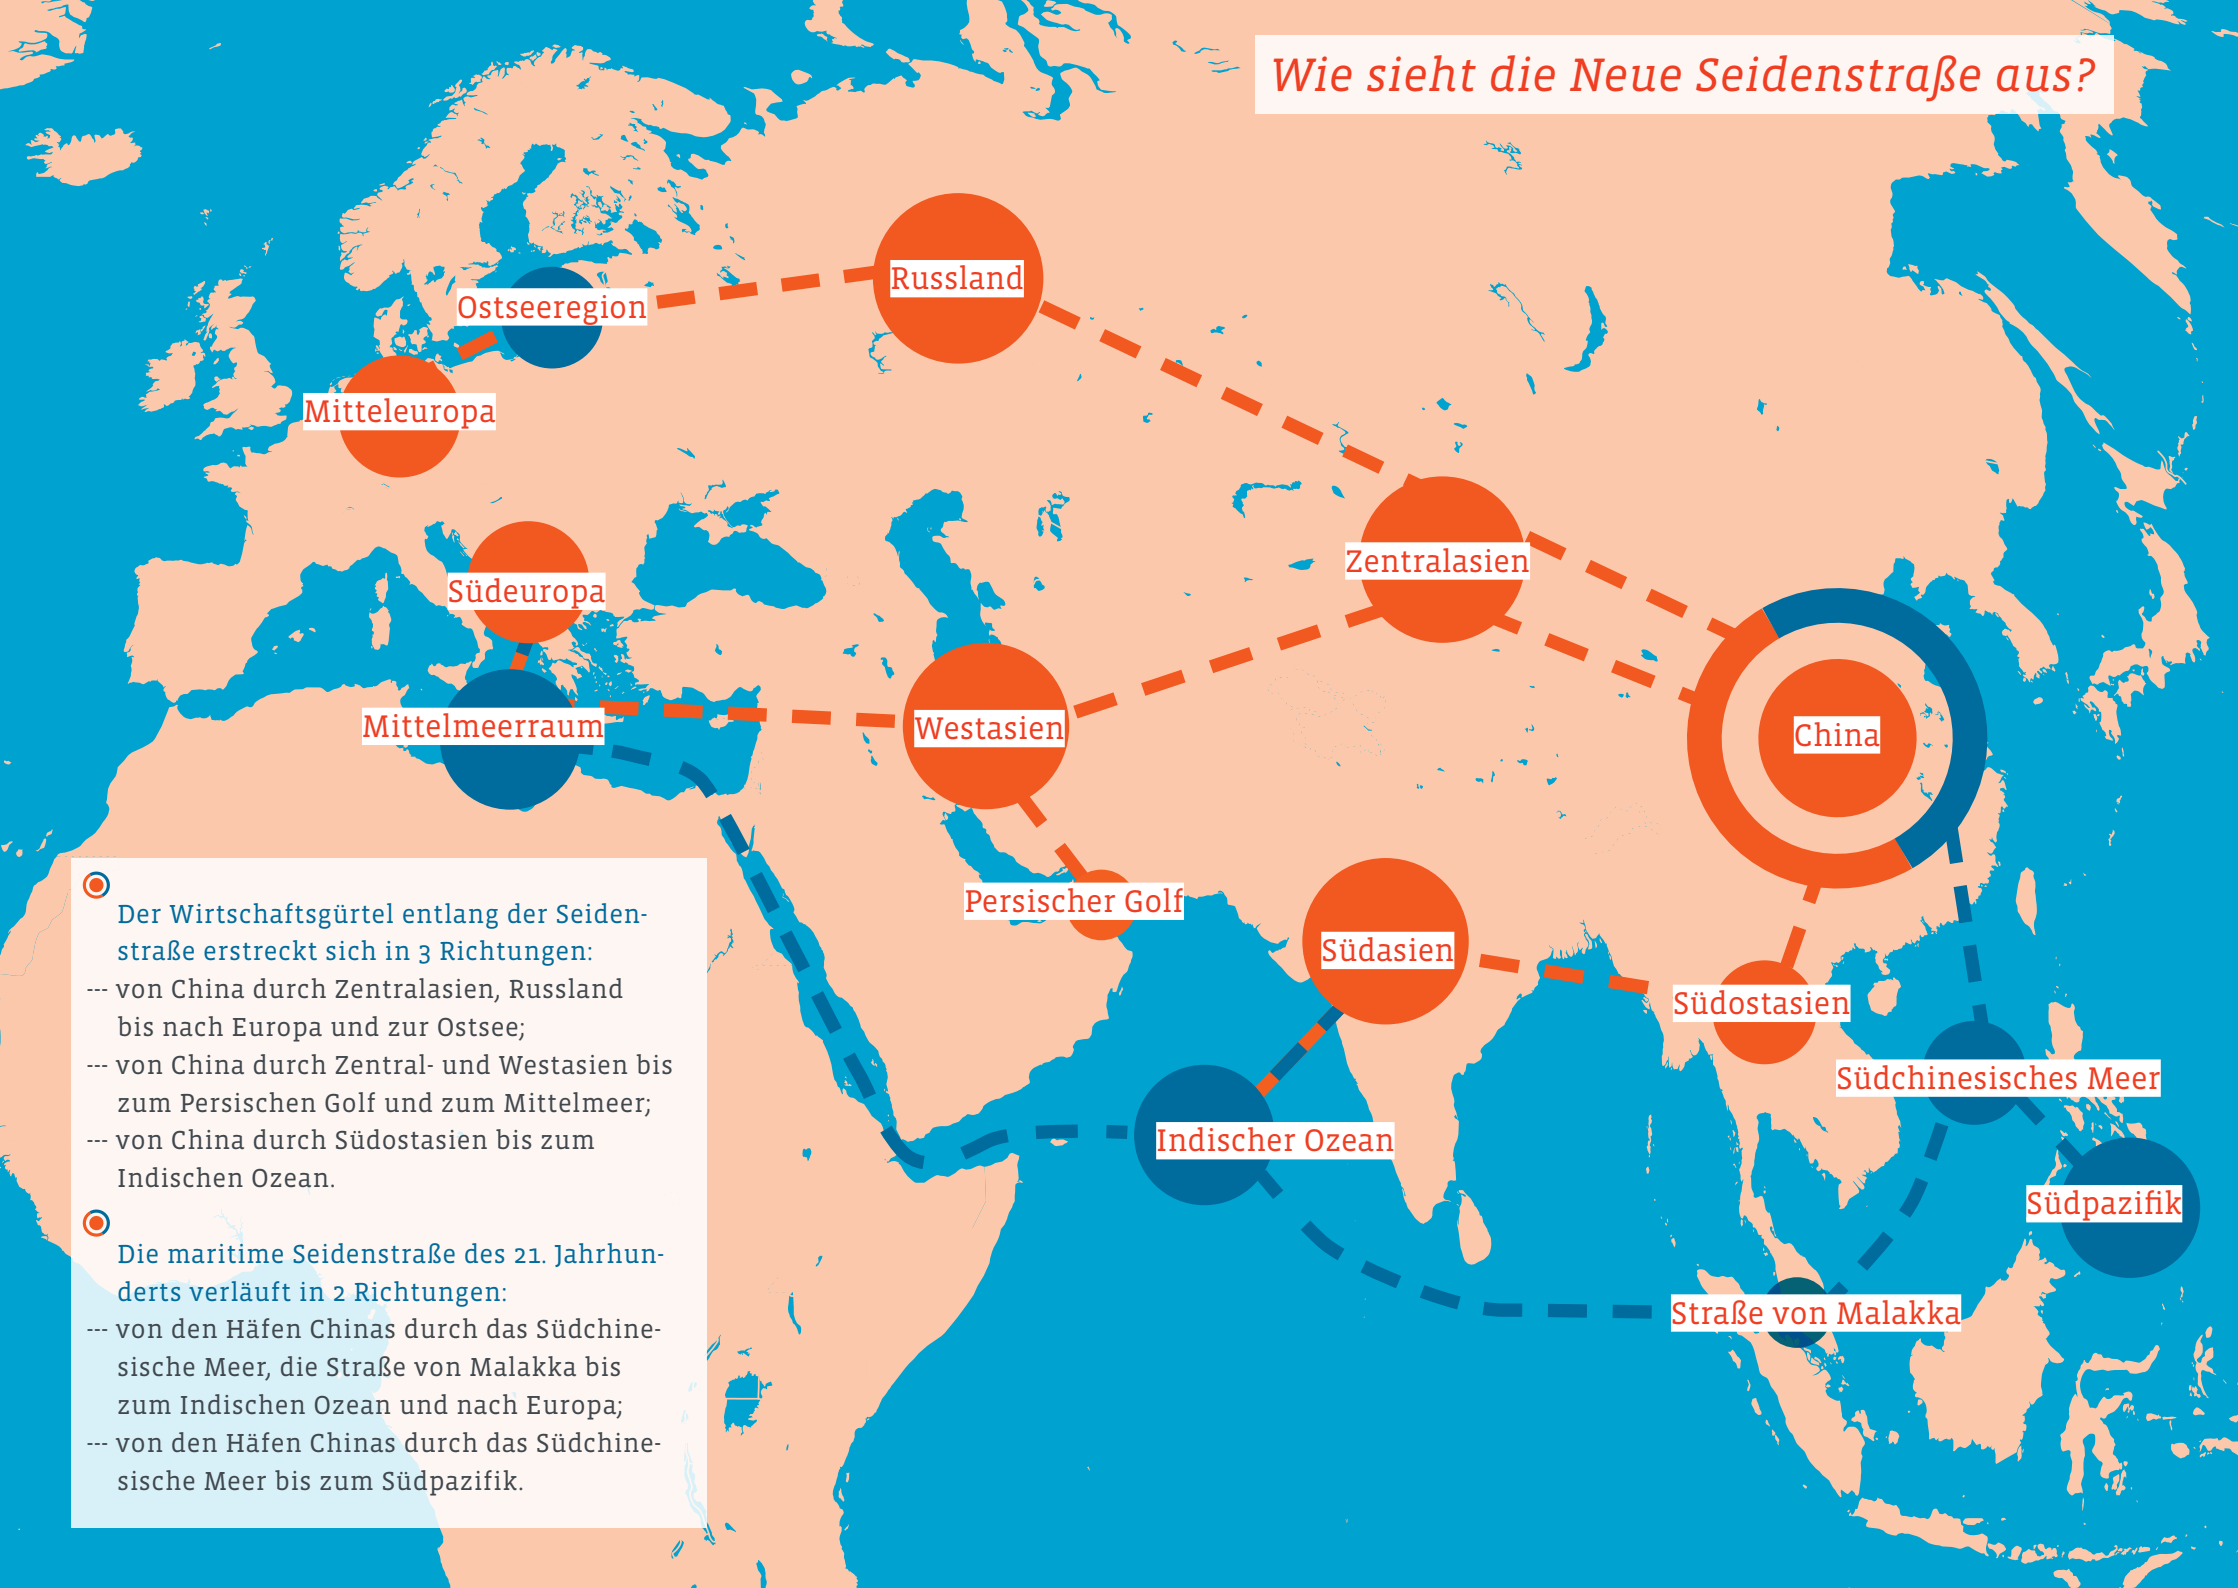 Wie sieht die Neue Seidenstraße aus?
Russland
Ostseeregion
Mitteleuropa
Zentralasien
Südeuropa
Mittelmeerraum
Westasien
China
Persischer Golf
Südasien
Südostasien
Südchinesisches Meer
Indischer Ozean
Südpazifik
Straße von Malakka
Der Wirtschaftsgürtel entlang der Seiden-
straße erstreckt sich in 3 Richtungen:
--- von China durch Zentralasien, Russland
bis nach Europa und zur Ostsee;
--- von China durch Zentral- und Westasien bis
zum Persischen Golf und zum Mittelmeer;
--- von China durch Südostasien bis zum
Indischen Ozean.
Die maritime Seidenstraße des 21. Jahrhun-
derts verläuft in 2 Richtungen:
--- von den Häfen Chinas durch das Südchine-
sische Meer, die Straße von Malakka bis
zum Indischen Ozean und nach Europa;
--- von den Häfen Chinas durch das Südchine-
sische Meer bis zum Südpazifik.